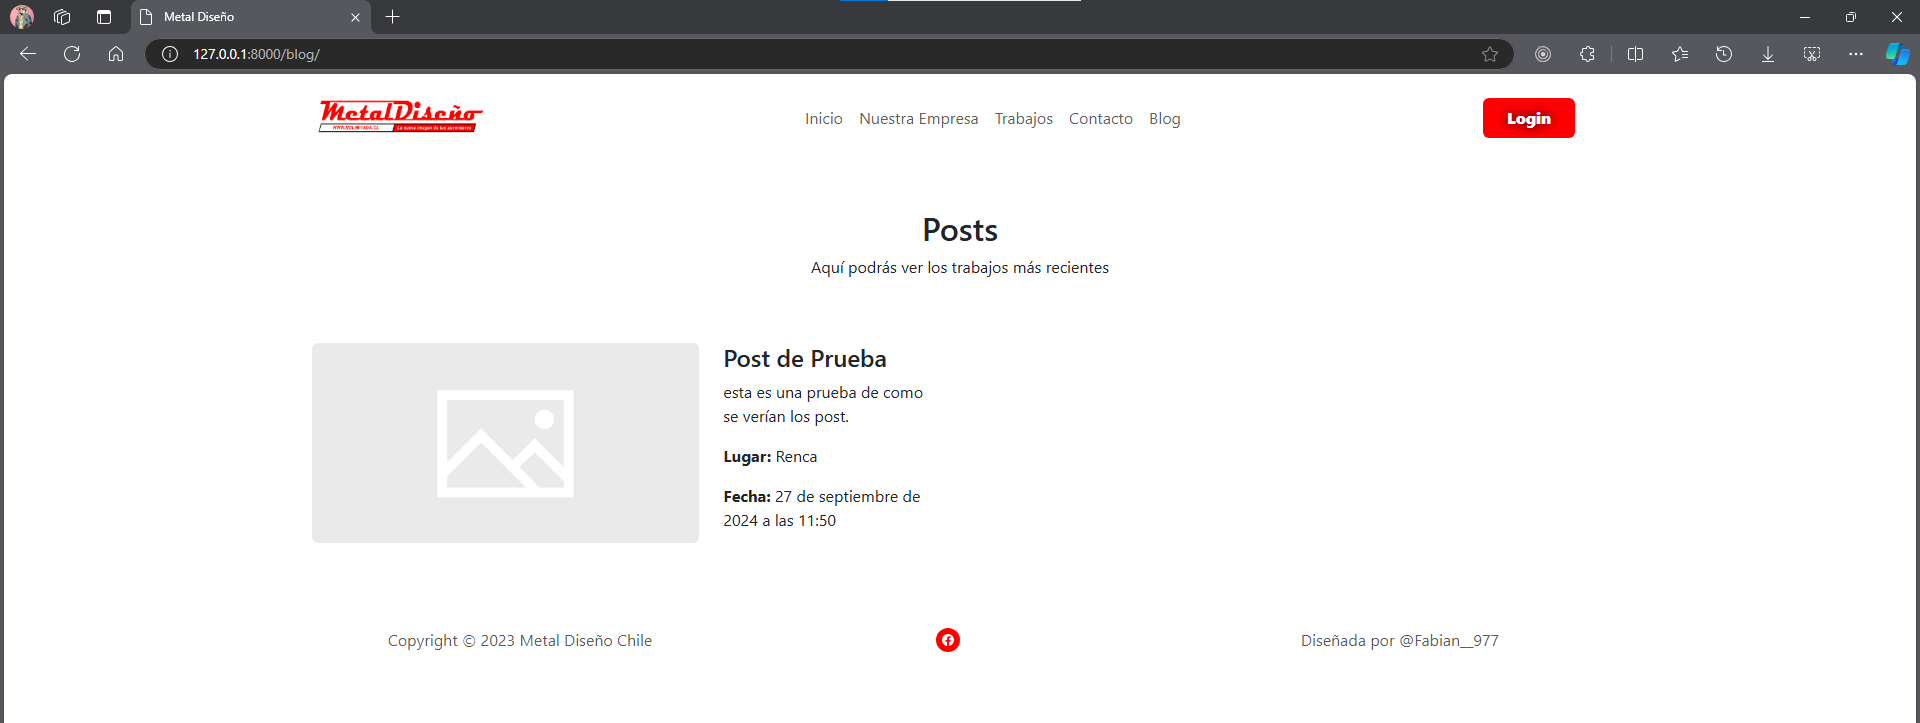 Metal Diseño
127.0.0.1:8000/blog/
MetalDiseño
Inicio Nuestra Empresa Trabajos Contacto Blog
Login
Posts
Aquí podrás ver los trabajos más recientes
Post de Prueba
esta es una prueba de como
se verían los post.
Lugar: Renca
Fecha: 27 de septiembre de
2024 a las 11:50
Copyright © 2023 Metal Diseño Chile
Diseñada por @Fabian__977